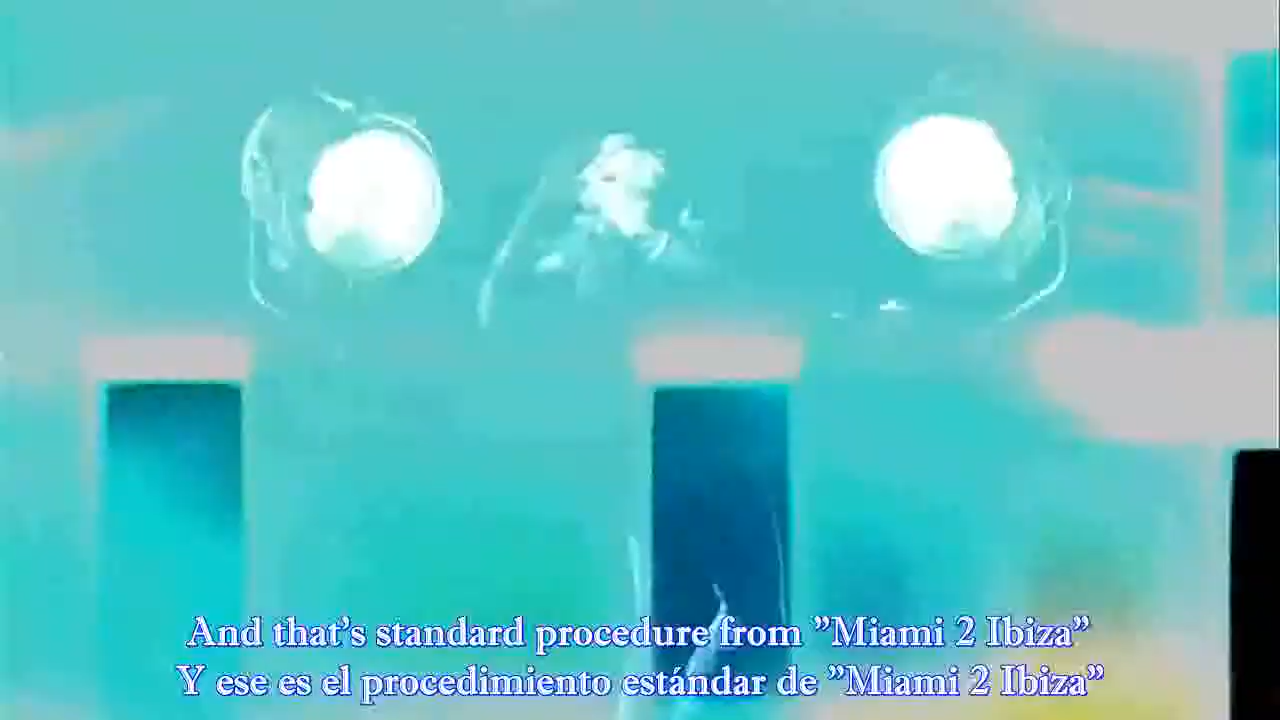 And that's standard procedure from ”Miami 2 Ibiza”
Y ese es el procedimiento estándar de ”Miami 2 Ibiza”